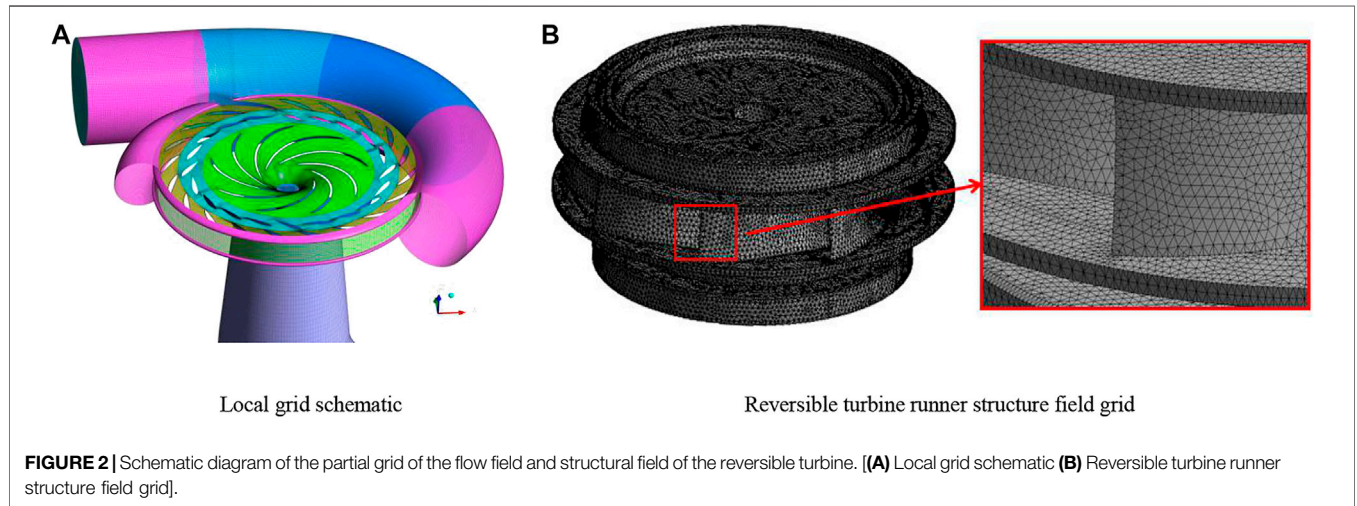 A
B
Local grid schematic
Reversible turbine runner structure field grid
FIGURE 2 | Schematic diagram of the partial grid of the flow field and structural field of the reversible turbine. [(A) Local grid schematic (B) Reversible turbine runner
structure field grid].